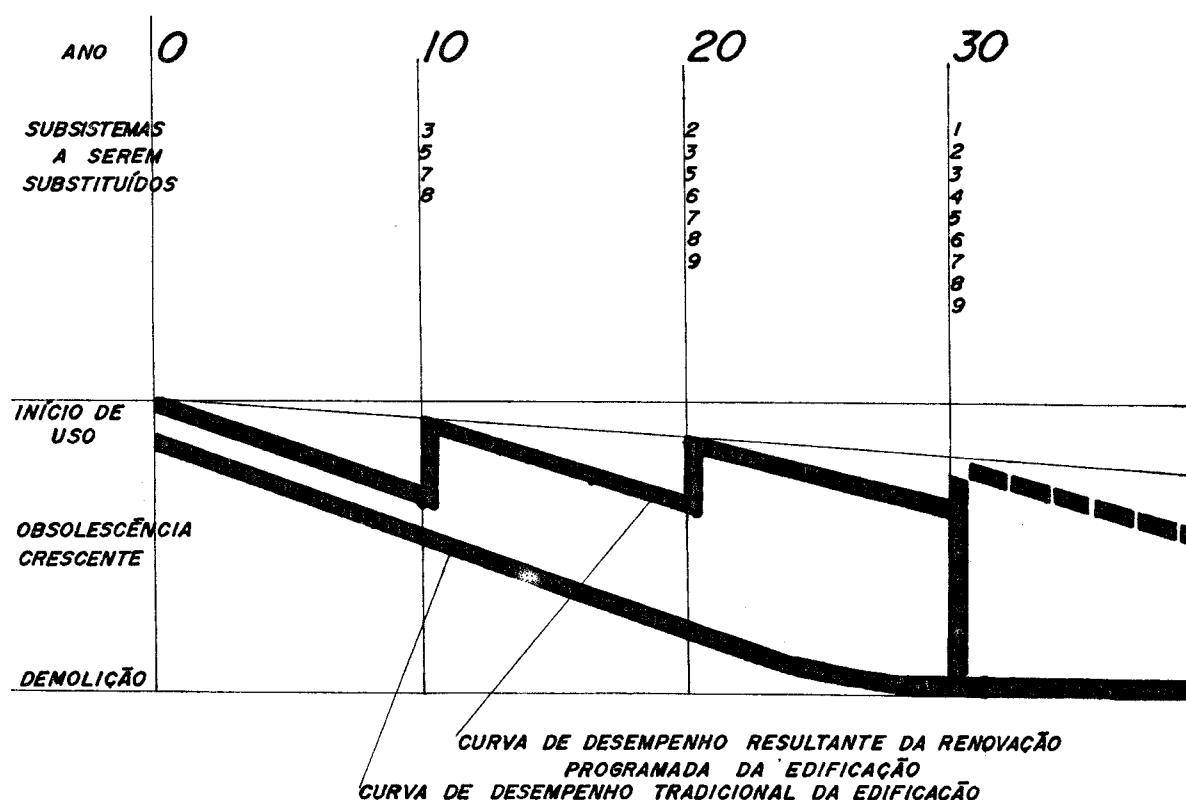 ANO 0 10 20 30
SUBSISTEMAS
A SEREM
SUBSTITUÍDOS
3
5
7
8
2
3
5
6
7
8
9
1
2
3
4
5
6
7
8
9
INÍCIO DE
USO
OBSOLESCÊNCIA
CRESCENTE
DEMOLIÇÃO
CURVA DE DESEMPENHO RESULTANTE DA RENOVAÇÃO
PROGRAMADA DA EDIFICAÇÃO
CURVA DE DESEMPENHO TRADICIONAL DA EDIFICAÇÃO